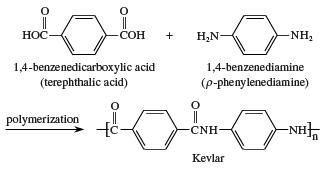 O O
HOC COH + H₂N NH₂
1,4-benzenedicarboxylic acid 1,4-benzenediamine
(terephthalic acid) (ρ-phenylenediamine)
O O
polymerization [C CNH NH]n
Kevlar